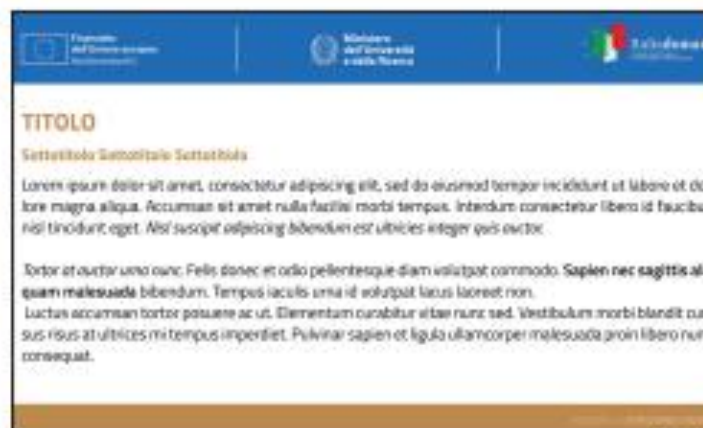 Finanziato
dall'Unione europea
NextGenerationEU
Ministero
dell'Università
e della Ricerca
Italiadomani
TITOLO
Sottotitolo Sottotitolo Sottotitolo
Lorem ipsum dolor sit amet, consectetur adipiscing elit, sed do eiusmod tempor incididunt ut labore et do
lore magna aliqua. Accumsan sit amet nulla facilisi morbi tempus. Interdum consectetur libero id faucibu
nisl tincidunt eget. Nisl suscipit adipiscing bibendum est ultricies integer quis auctor.
Tortor at auctor urna nunc. Felis donec et odio pellentesque diam volutpat commodo. Sapien nec sagittis ali
quam malesuada bibendum. Tempus iaculis urna id volutpat lacus laoreet non.
Luctus accumsan tortor posuere ac ut. Elementum curabitur vitae nunc sed. Vestibulum morbi blandit cur
sus risus at ultrices mi tempus imperdiet. Pulvinar sapien et ligula ullamcorper malesuada proin libero nun
consequat.